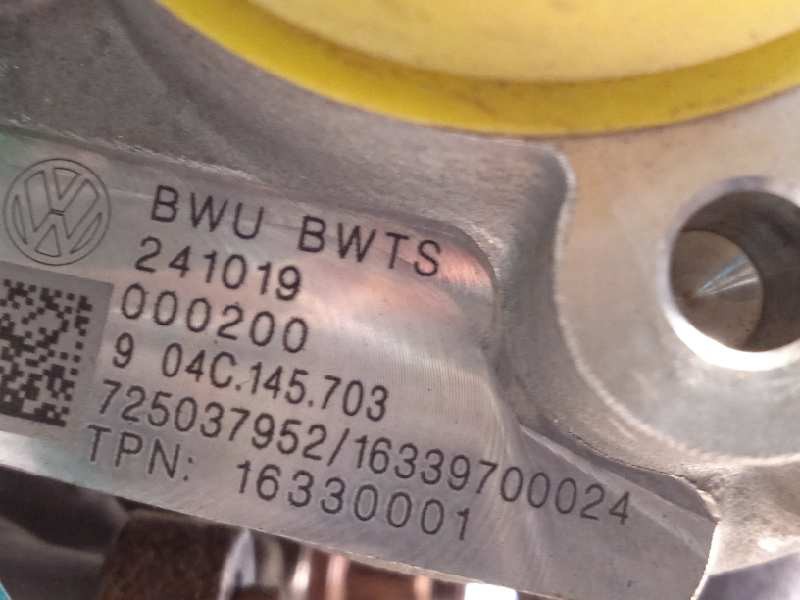 BWU BWTS
241019
000200
9 04C.145.703
725037952/16339700024
TPN: 16330001